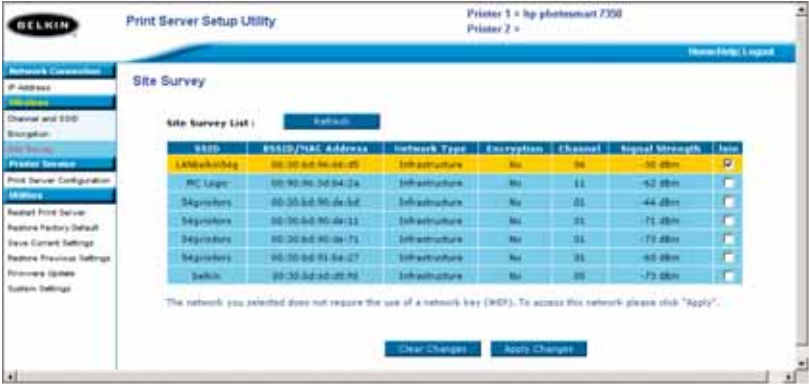 BELKIN
Print Server Setup Utility
Printer 1 = hp photosmart 7350
Printer 2 =
Home|Help| Logout
Network Connection
IP Address
Wireless
Channel and SSID
Encryption
Site Survey
Printer Service
Print Server Configuration
Utilities
Restart Print Server
Restore Factory Default
Save Current Settings
Restore Previous Settings
Firmware Update
System Settings
Site Survey
Site Survey List :
Refresh
SSID BSSID/MAC Address Network Type Encryption Channel Signal Strength Join
Infrastructure No -30 dBm
Infrastructure No 11 -62 dBm
54gvisitors Infrastructure No 01 -44 dBm
54gvisitors Infrastructure No 01 -71 dBm
54gvisitors Infrastructure No 01 -73 dBm
54gvisitors Infrastructure No 01
belkin Infrastructure No -73 dBm
The network you selected does not require the use of a network key (WEP). To access this network please click "Apply".
Clear Changes
Apply Changes